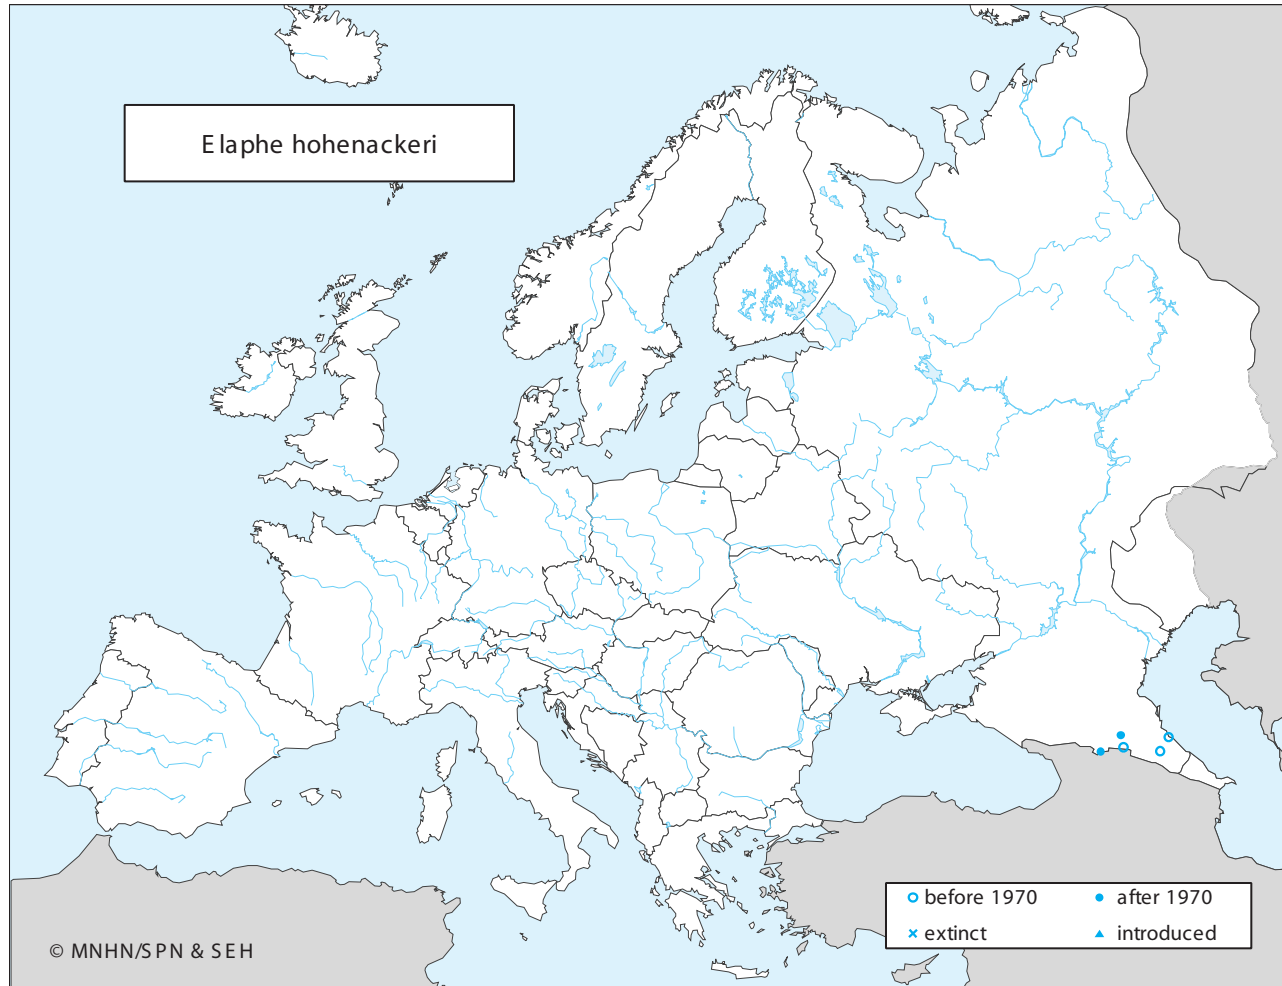 Elaphe hohenackeri
before 1970
after 1970
extinct
introduced
© MNHN/SPN & SEH